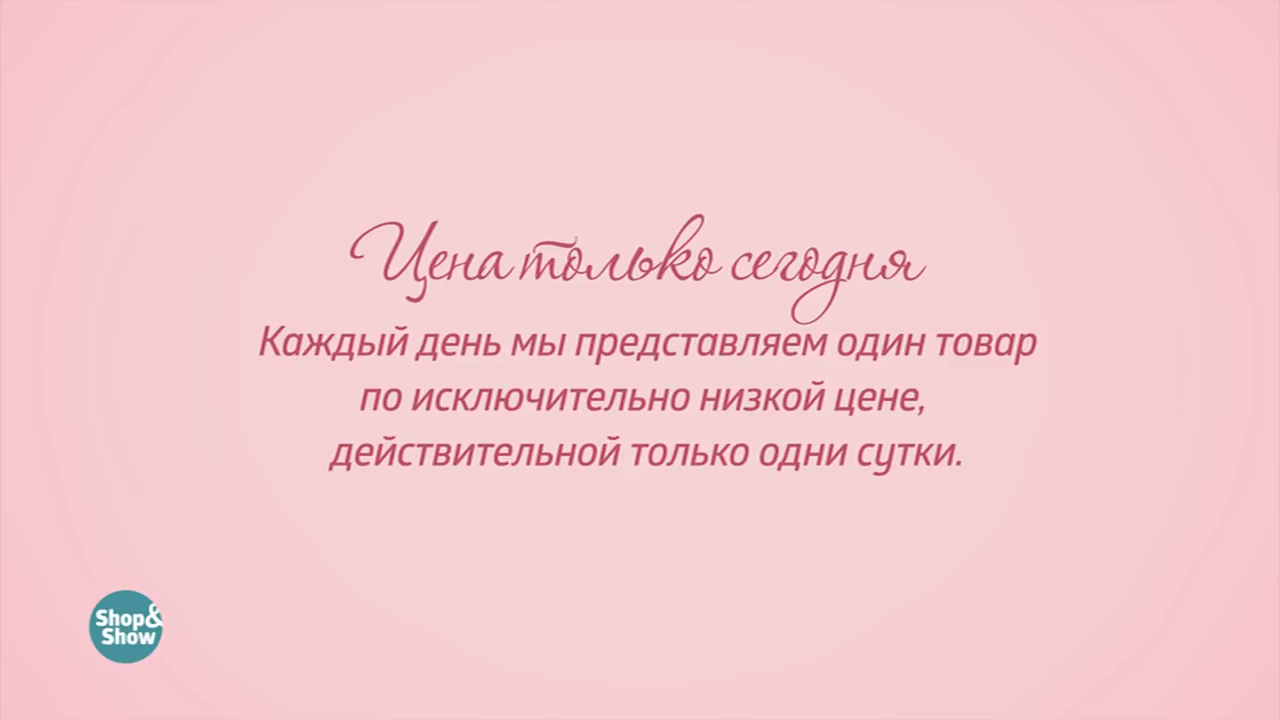 Цена только сегодня
Каждый день мы представляем один товар
по исключительно низкой цене,
действительной только одни сутки.
Shop&
Show